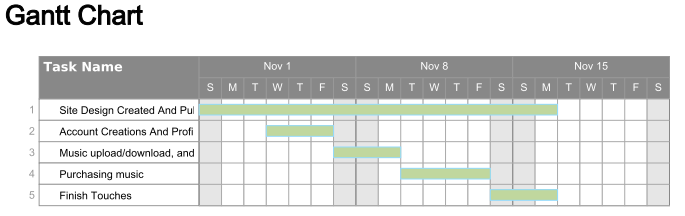 Gantt Chart
Task Name Nov 1 Nov 8 Nov 15
S M T W T F S S M T W T F S S M T W T F S
1 Site Design Created And Pul
2 Account Creations And Profi
3 Music upload/download, and
4 Purchasing music
5 Finish Touches